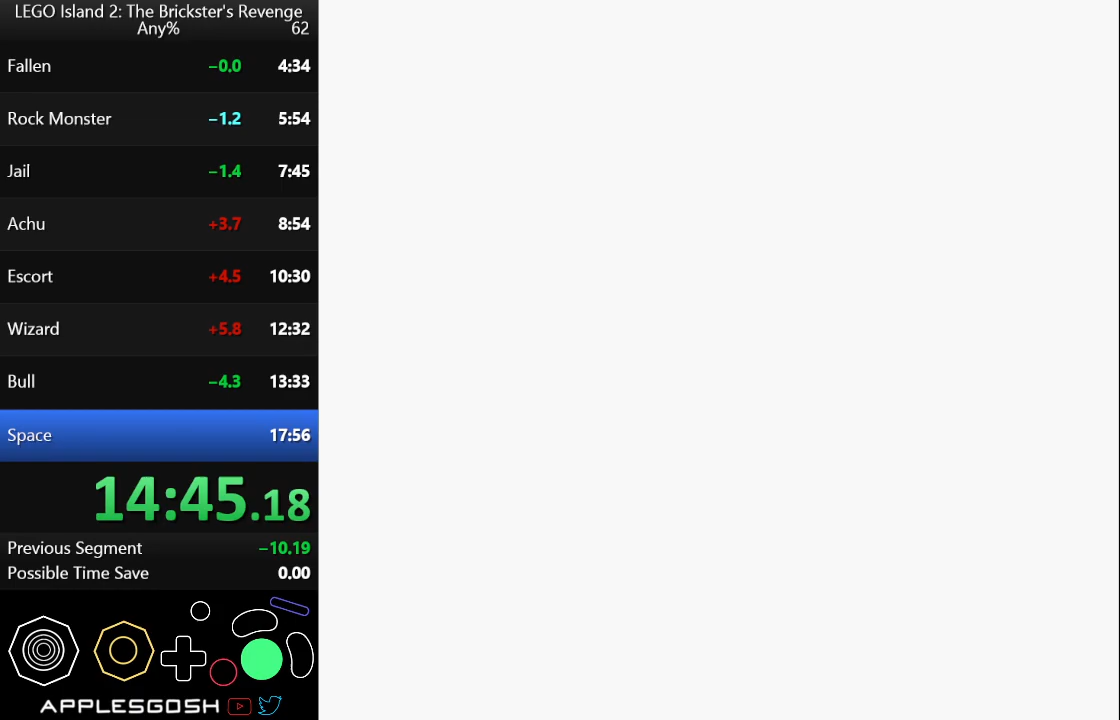 LEGO Island 2: The Brickster's Revenge
Any% 62
Fallen −0.0 4:34
Rock Monster −1.2 5:54
Jail −1.4 7:45
Achu +3.7 8:54
Escort +4.5 10:30
Wizard +5.8 12:32
Bull −4.3 13:33
Space 17:56
14:45.18
Previous Segment −10.19
Possible Time Save 0.00
APPLESGOSH